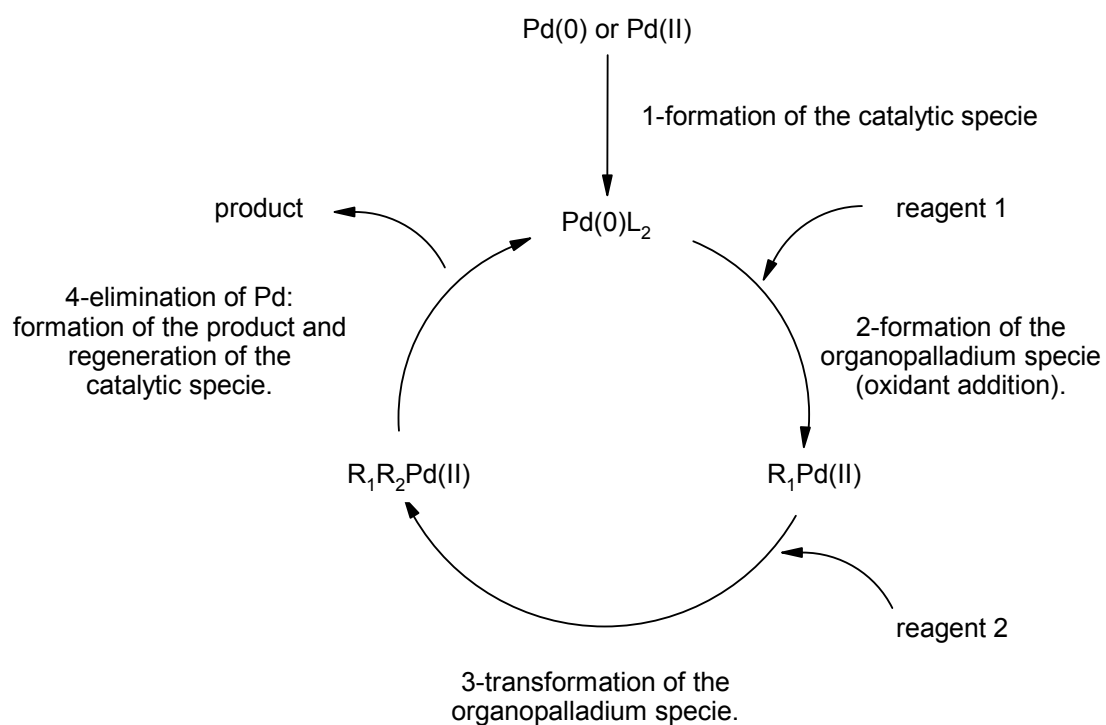 Pd(0) or Pd(II)
1-formation of the catalytic specie
product
Pd(0)L₂
reagent 1
4-elimination of Pd:
formation of the product and
regeneration of the
catalytic specie.
2-formation of the
organopalladium specie
(oxidant addition).
R₁R₂Pd(II)
R₁Pd(II)
reagent 2
3-transformation of the
organopalladium specie.